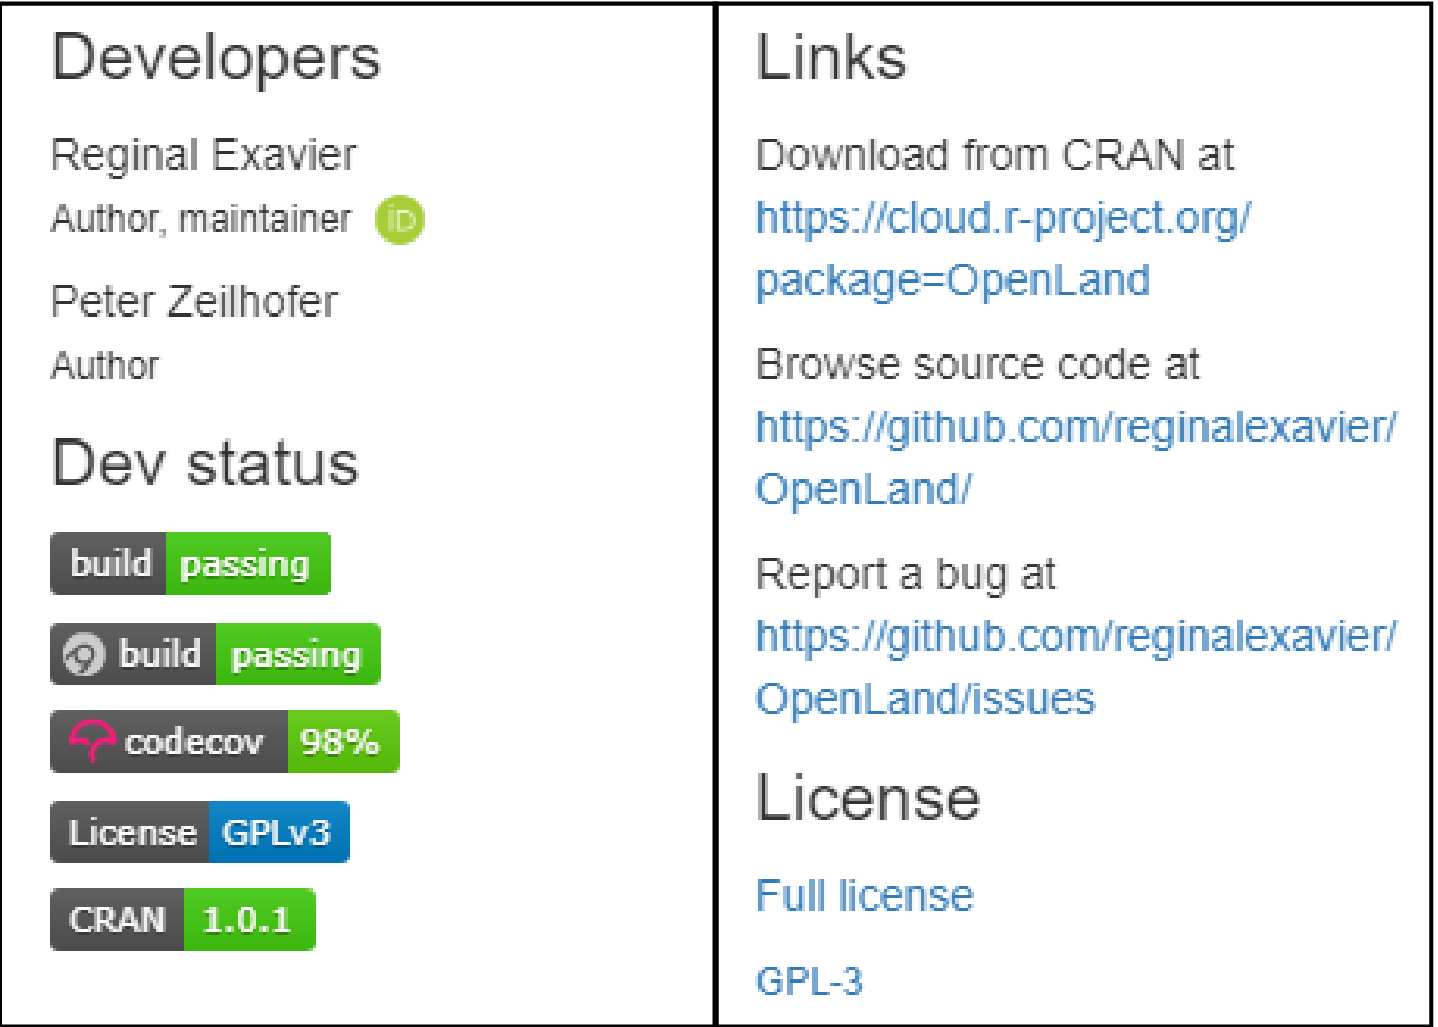 Developers
Reginal Exavier
Author, maintainer iD
Peter Zeilhofer
Author
Dev status
build passing
build passing
codecov 98%
License GPLv3
CRAN 1.0.1
Links
Download from CRAN at
https://cloud.r-project.org/
package=OpenLand
Browse source code at
https://github.com/reginalexavier/
OpenLand/
Report a bug at
https://github.com/reginalexavier/
OpenLand/issues
License
Full license
GPL-3